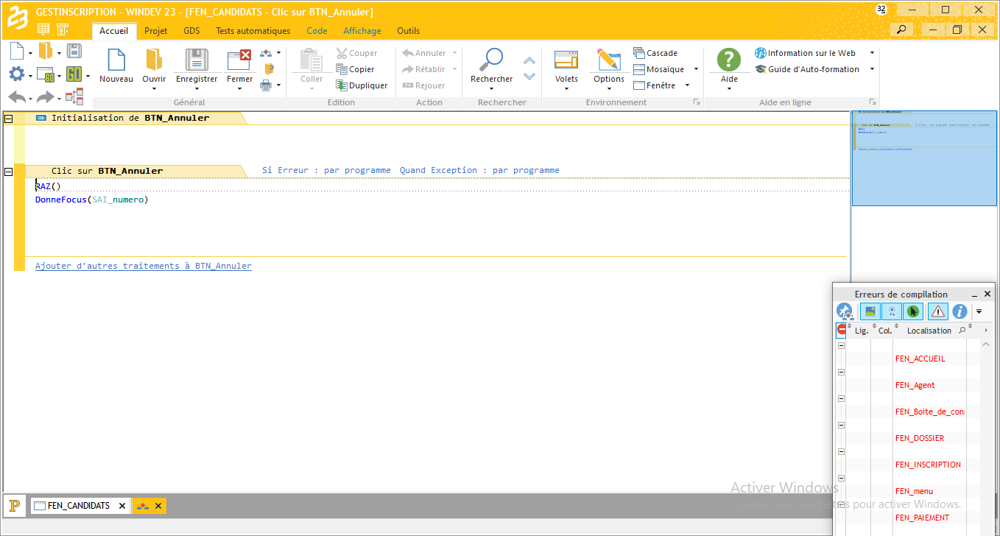 GESTINSCRIPTION - WINDEV 23 - [FEN_CANDIDATS - Clic sur BTN_Annuler]
32
Accueil Projet GDS Tests automatiques Code Affichage Outils
Nouveau Ouvrir Enregistrer Fermer
Général
Coller
Couper
Copier
Dupliquer
Edition
Annuler
Rétablir
Rejouer
Action
Rechercher
Rechercher
Volets Options
Cascade
Mosaïque
Fenêtre
Environnement
Aide
Information sur le Web
Guide d'Auto-formation
Aide en ligne
Ok Initialisation de BTN_Annuler
Clic sur BTN_Annuler Si Erreur : par programme Quand Exception : par programme
RAZ()
DonneFocus(SAI_numero)
Ajouter d'autres traitements à BTN_Annuler
Erreurs de compilation
Lig. Col. Localisation
FEN_ACCUEIL
FEN_Agent
FEN_Boite_de_con
FEN_DOSSIER
FEN_INSCRIPTION
FEN_menu
FEN_PAIEMENT
Activer Windows
Accédez aux paramètres pour activer Windows.
FEN_CANDIDATS